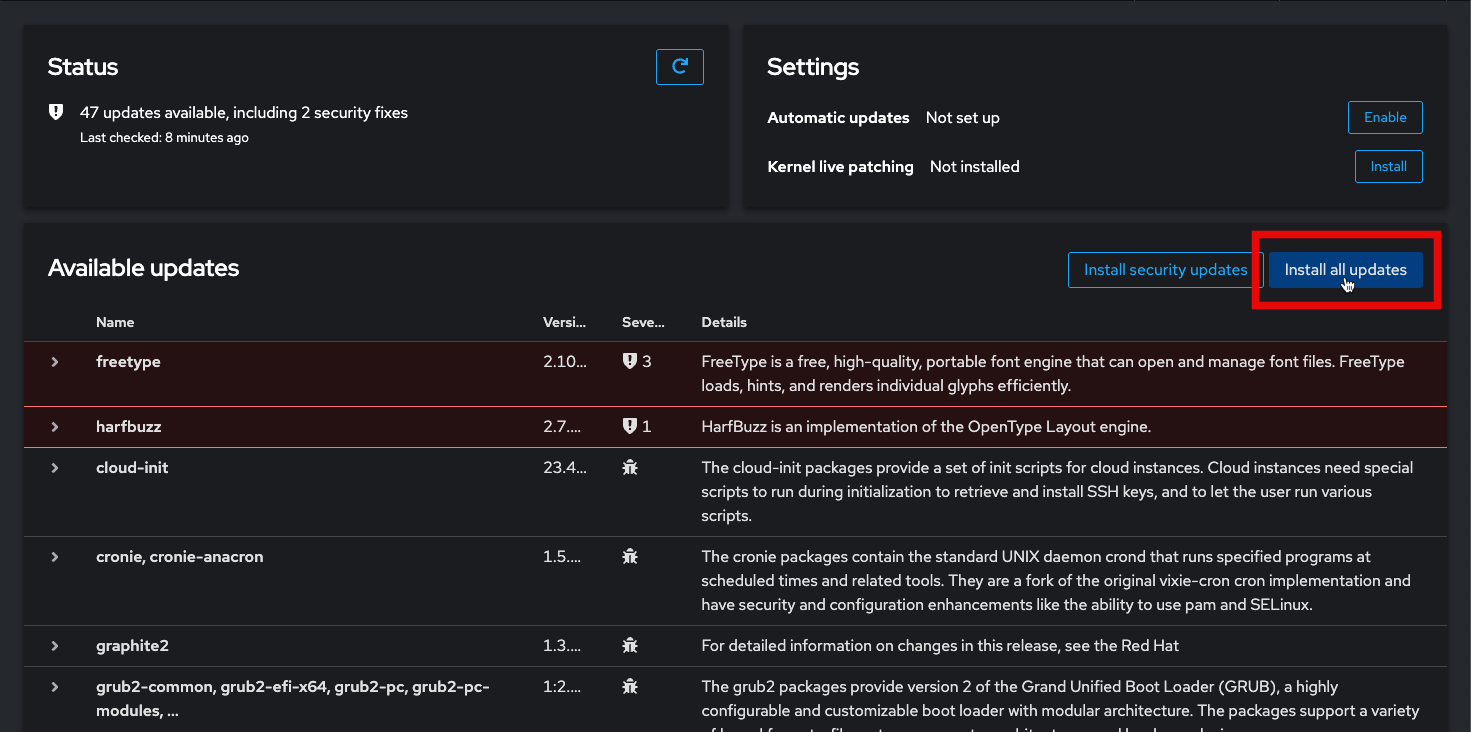 Status
47 updates available, including 2 security fixes
Last checked: 8 minutes ago
Settings
Automatic updates Not set up Enable
Kernel live patching Not installed Install
Available updates
Install security updates Install all updates
Name Versi... Seve... Details
freetype 2.10... 3 FreeType is a free, high-quality, portable font engine that can open and manage font files. FreeType
loads, hints, and renders individual glyphs efficiently.
harfbuzz 2.7.... 1 HarfBuzz is an implementation of the OpenType Layout engine.
cloud-init 23.4... The cloud-init packages provide a set of init scripts for cloud instances. Cloud instances need special
scripts to run during initialization to retrieve and install SSH keys, and to let the user run various
scripts.
cronie, cronie-anacron 1.5.... The cronie packages contain the standard UNIX daemon crond that runs specified programs at
scheduled times and related tools. They are a fork of the original vixie-cron cron implementation and
have security and configuration enhancements like the ability to use pam and SELinux.
graphite2 1.3.... For detailed information on changes in this release, see the Red Hat
grub2-common, grub2-efi-x64, grub2-pc, grub2-pc- 1:2.... The grub2 packages provide version 2 of the Grand Unified Boot Loader (GRUB), a highly
modules, ... configurable and customizable boot loader with modular architecture. The packages support a variety